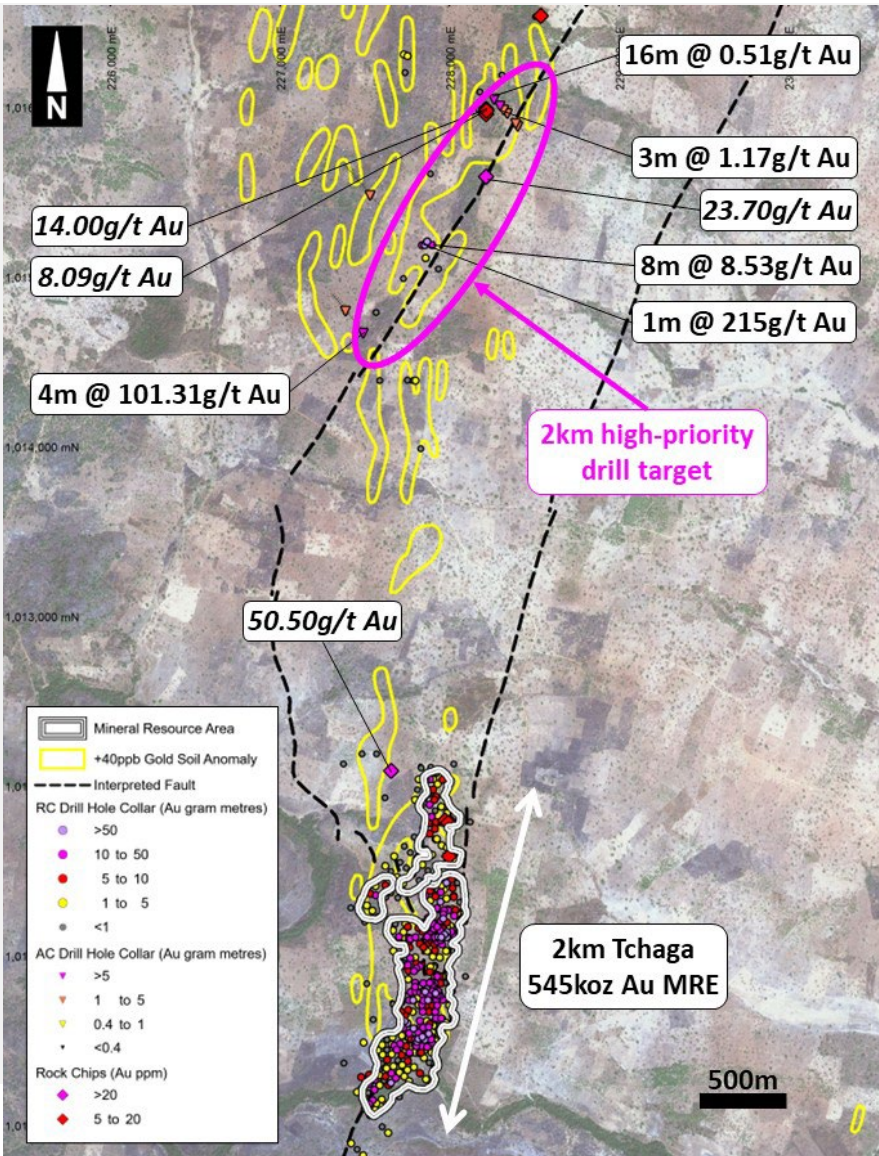 226,000 mE
227,000 mE
228,000 mE
16m @ 0.51g/t Au
N
3m @ 1.17g/t Au
14.00g/t Au
23.70g/t Au
8.09g/t Au
8m @ 8.53g/t Au
1m @ 215g/t Au
4m @ 101.31g/t Au
2km high-priority
drill target
1,014,000 mN
1,013,000 mN
50.50g/t Au
Mineral Resource Area
+40ppb Gold Soil Anomaly
Interpreted Fault
RC Drill Hole Collar (Au gram metres)
>50
10 to 50
5 to 10
1 to 5
<1
AC Drill Hole Collar (Au gram metres)
>5
1 to 5
0.4 to 1
<0.4
Rock Chips (Au ppm)
>20
5 to 20
2km Tchaga
545koz Au MRE
500m